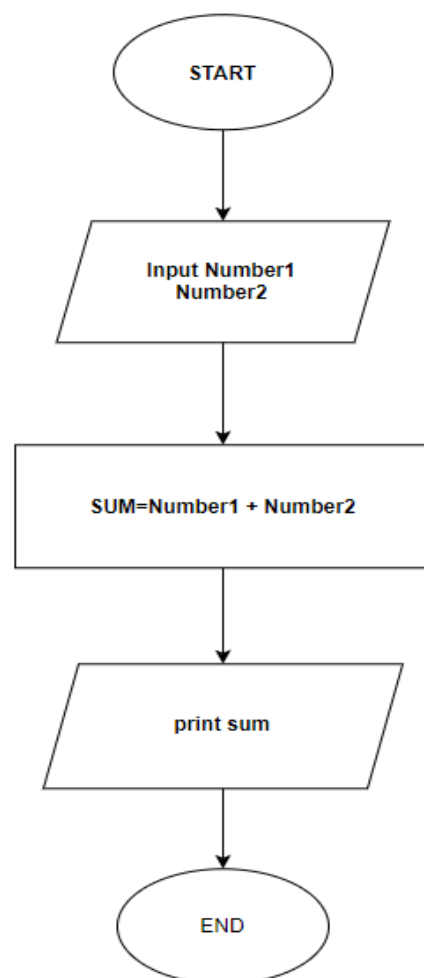 START
Input Number1
Number2
SUM=Number1 + Number2
print sum
END